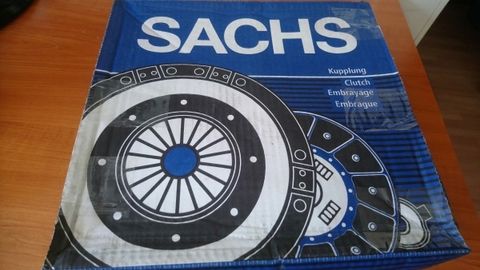 SACHS
Kupplung
Clutch
Embrayage
Embrague